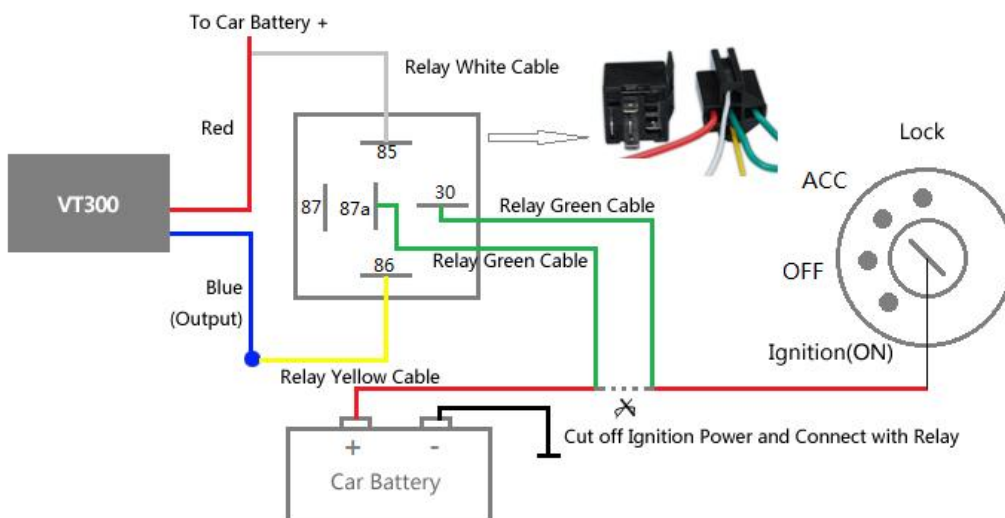 To Car Battery +
Relay White Cable
Red
Lock
ACC
85
VT300
87
87a
30
Relay Green Cable
Relay Green Cable
OFF
86
Blue
(Output)
Ignition(ON)
Relay Yellow Cable
Cut off Ignition Power and Connect with Relay
+ -
Car Battery